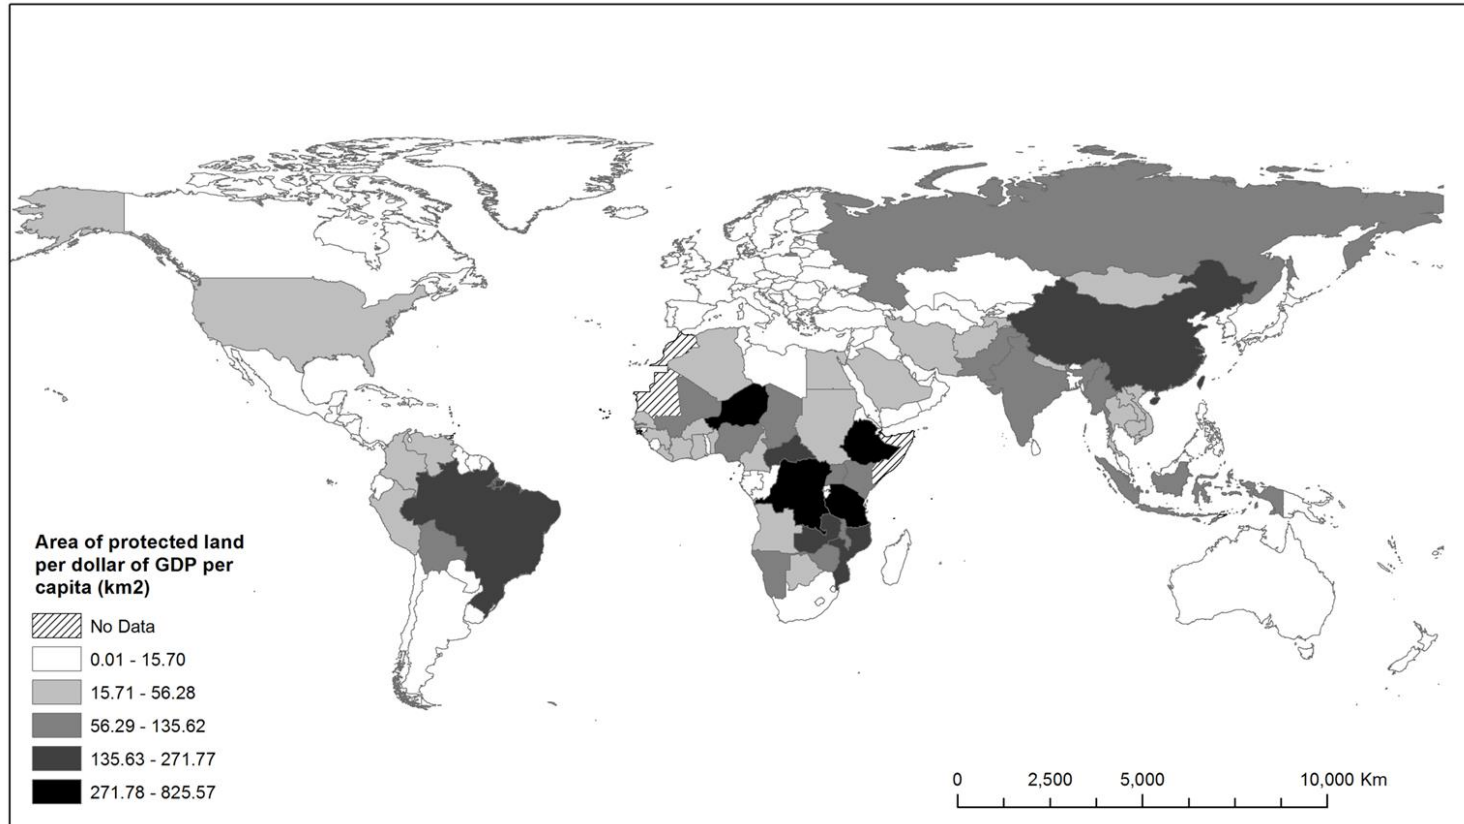 Area of protected land
per dollar of GDP per
capita (km2)
No Data
0.01 - 15.70
15.71 - 56.28
56.29 - 135.62
135.63 - 271.77
271.78 - 825.57
0 2,500 5,000 10,000 Km